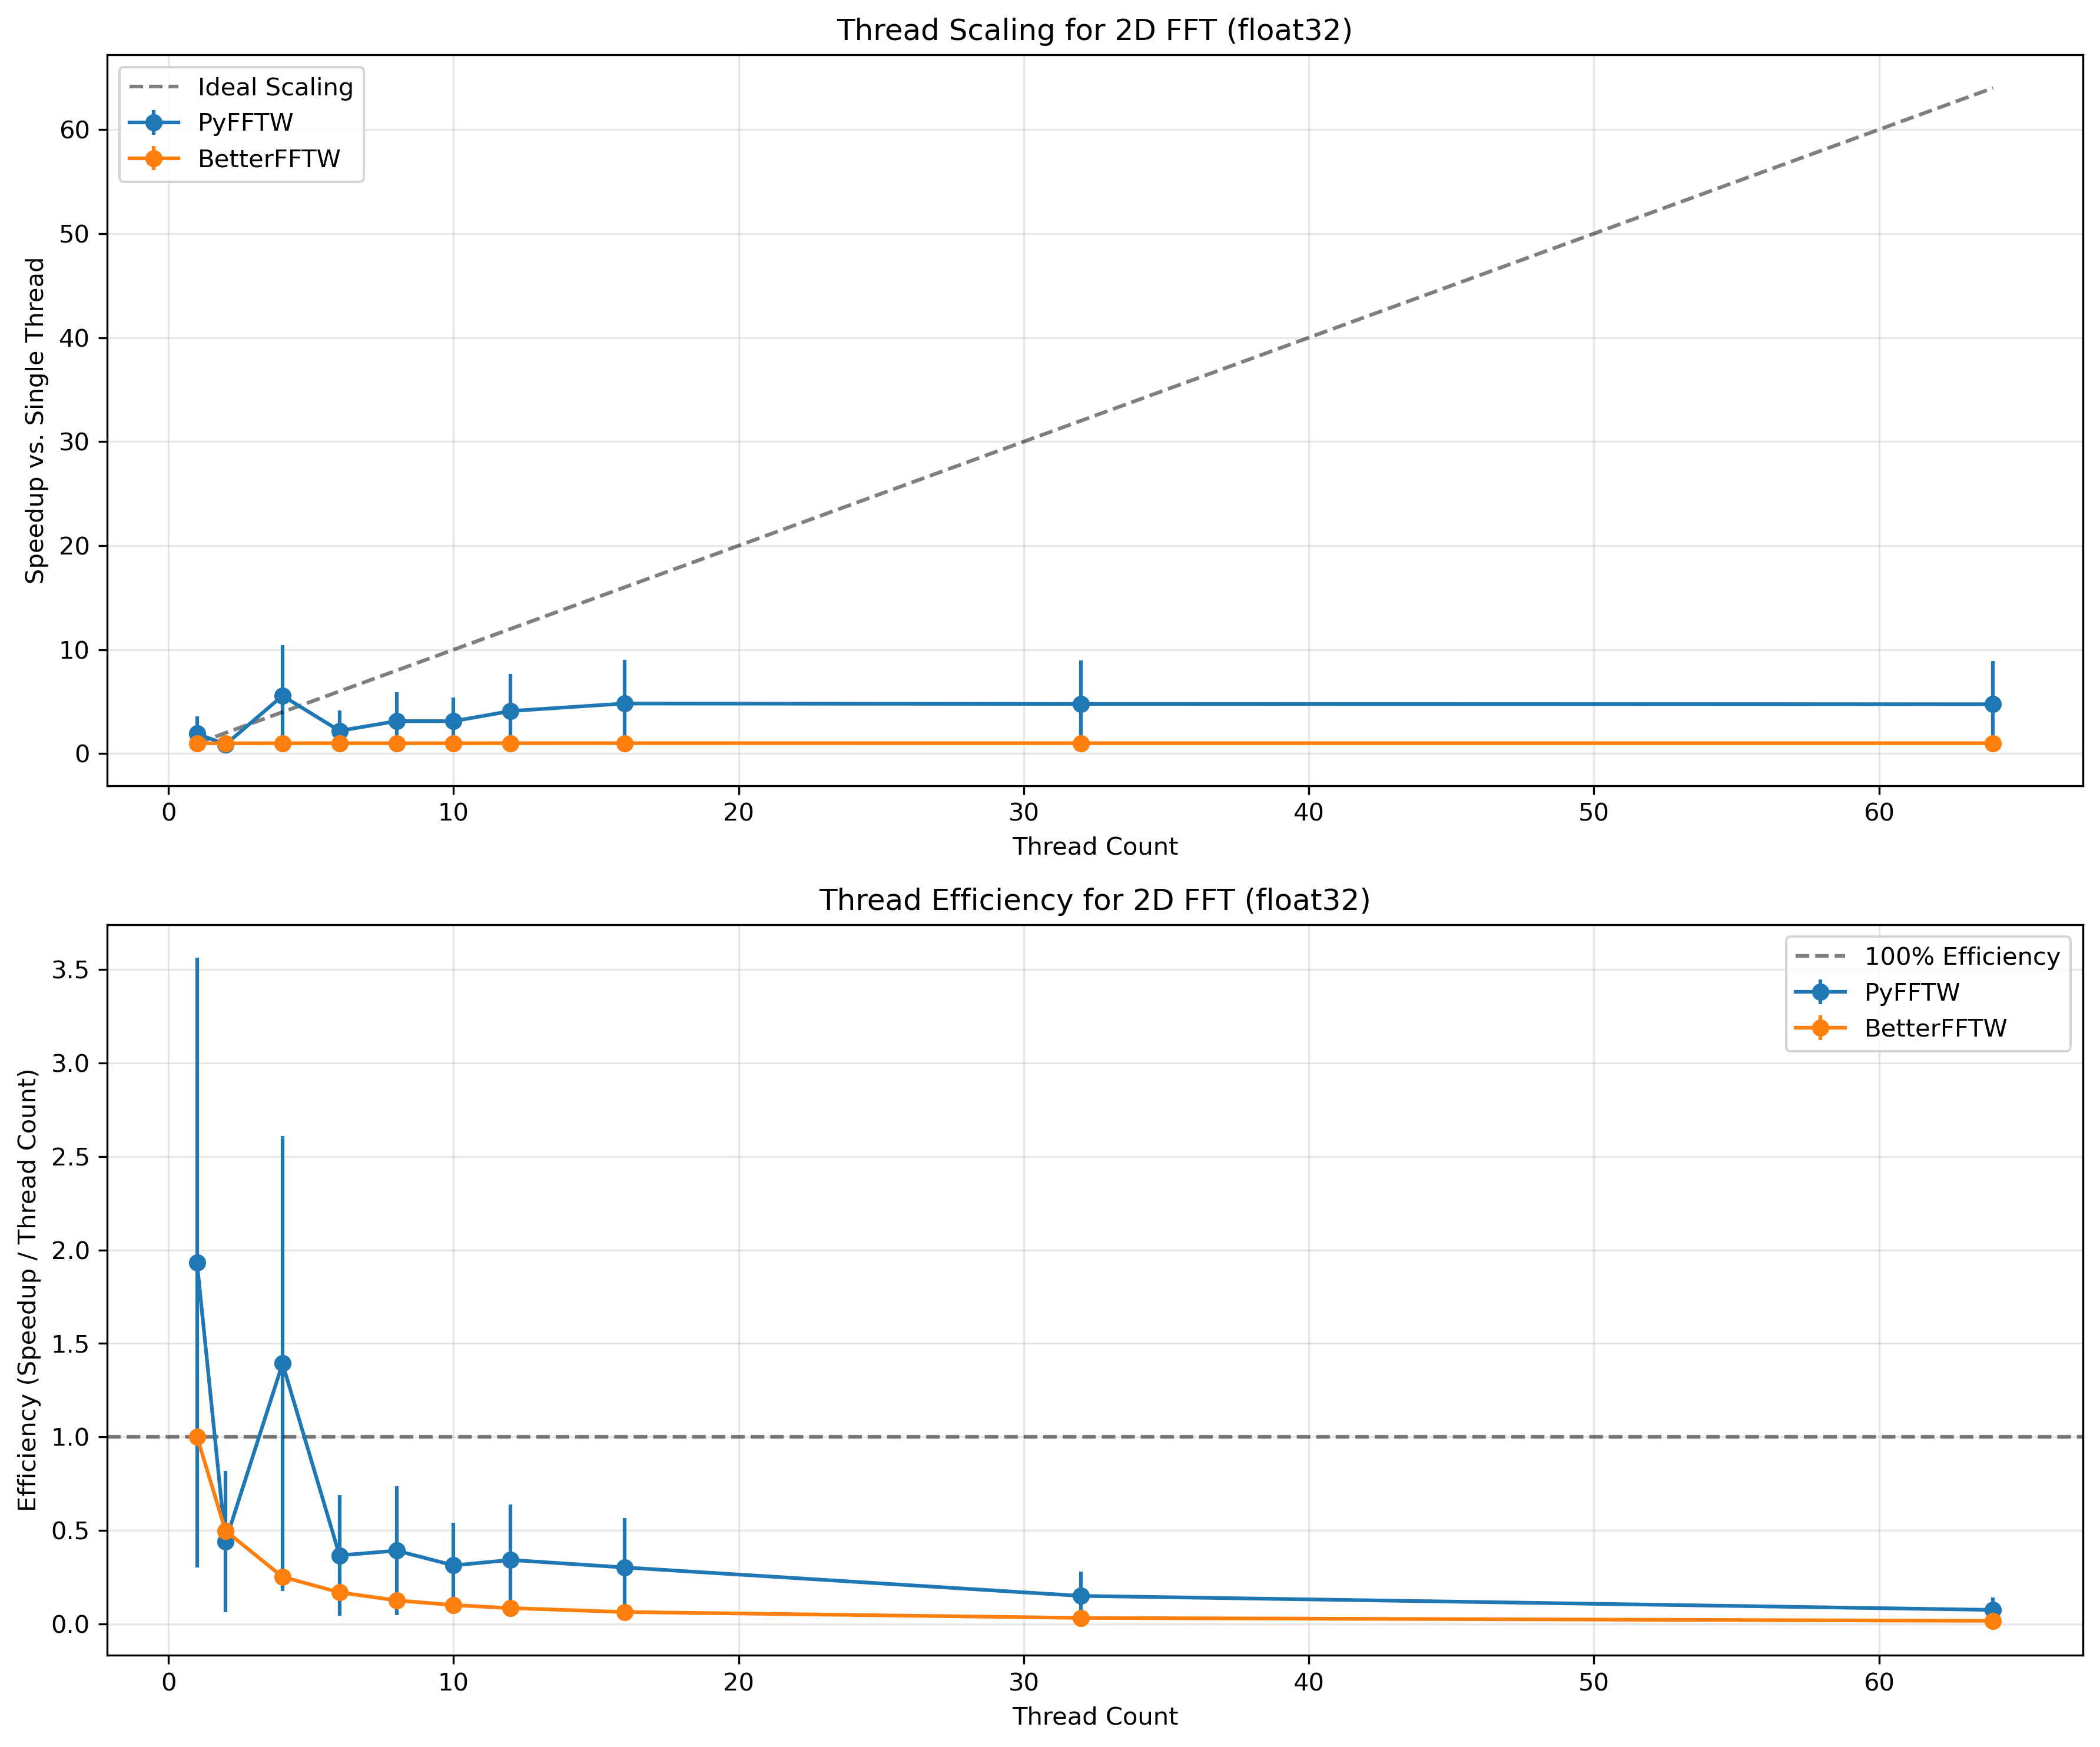 Thread Scaling for 2D FFT (float32)
Ideal Scaling
PyFFTW
BetterFFTW
Speedup vs. Single Thread
60
50
40
30
20
10
0
0 10 20 30 40 50 60
Thread Count
Thread Efficiency for 2D FFT (float32)
100% Efficiency
PyFFTW
BetterFFTW
Efficiency (Speedup / Thread Count)
3.5
3.0
2.5
2.0
1.5
1.0
0.5
0.0
0 10 20 30 40 50 60
Thread Count